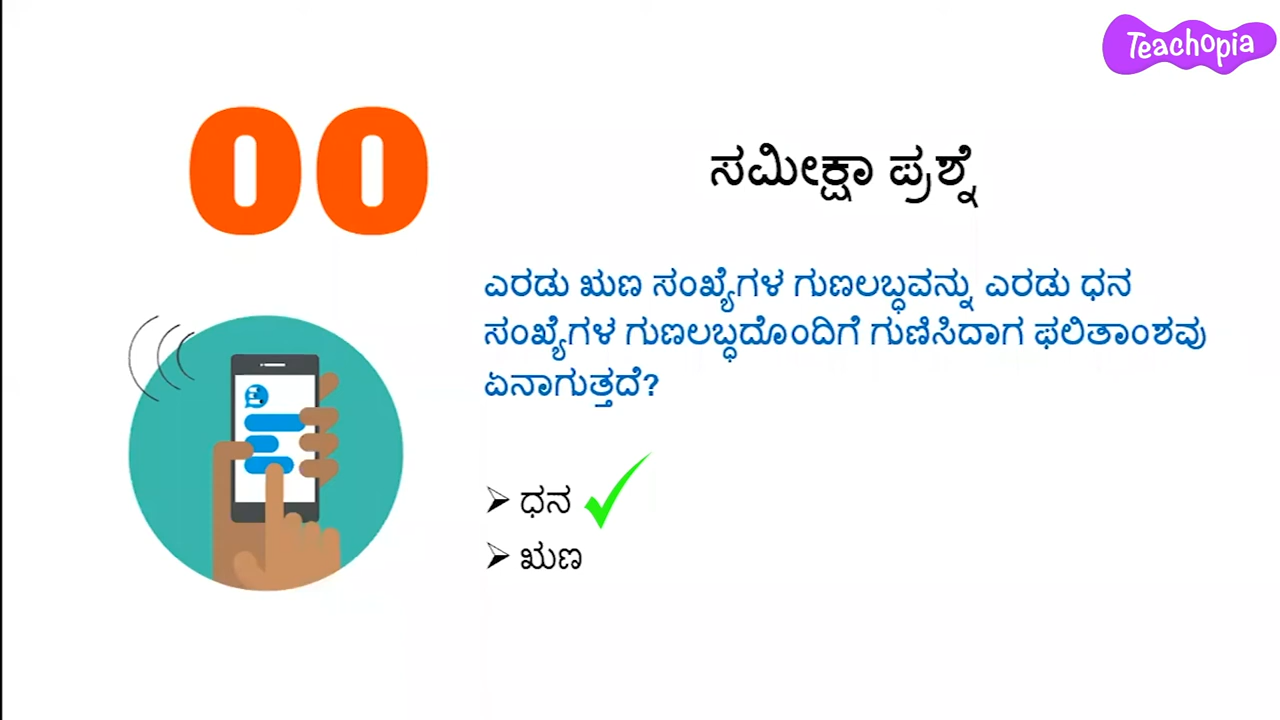 Teachopia
00
ಸಮೀಕ್ಷಾ ಪ್ರಶ್ನೆ
ಎರಡು ಋಣ ಸಂಖ್ಯೆಗಳ ಗುಣಲಬ್ಧವನ್ನು ಎರಡು ಧನ
ಸಂಖ್ಯೆಗಳ ಗುಣಲಬ್ಧದೊಂದಿಗೆ ಗುಣಿಸಿದಾಗ ಫಲಿತಾಂಶವು
ಏನಾಗುತ್ತದೆ?
➢ ಧನ
➢ ಋಣ